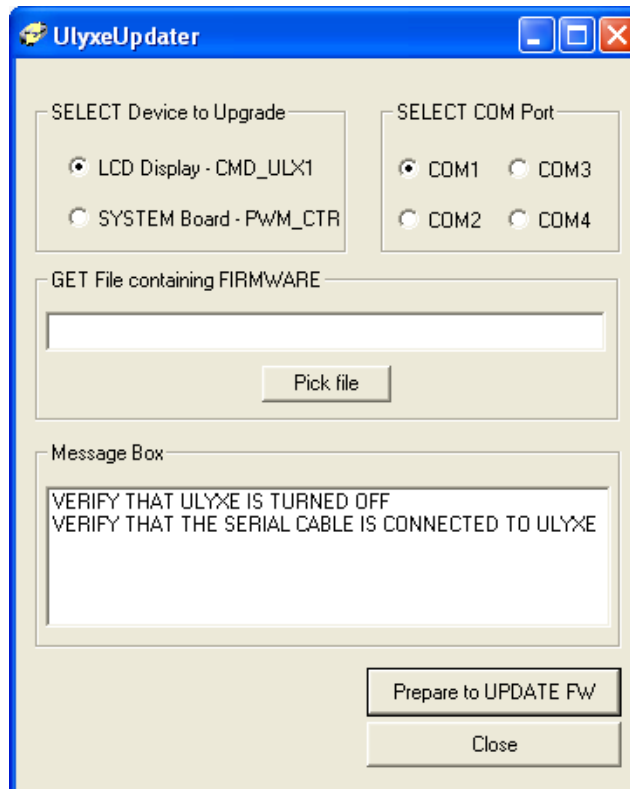 UlyxeUpdater
SELECT Device to Upgrade
LCD Display - CMD_ULX1
SYSTEM Board - PWM_CTR
SELECT COM Port
COM1 COM3
COM2 COM4
GET File containing FIRMWARE
Pick file
Message Box
VERIFY THAT ULYXE IS TURNED OFF
VERIFY THAT THE SERIAL CABLE IS CONNECTED TO ULYXE
Prepare to UPDATE FW
Close